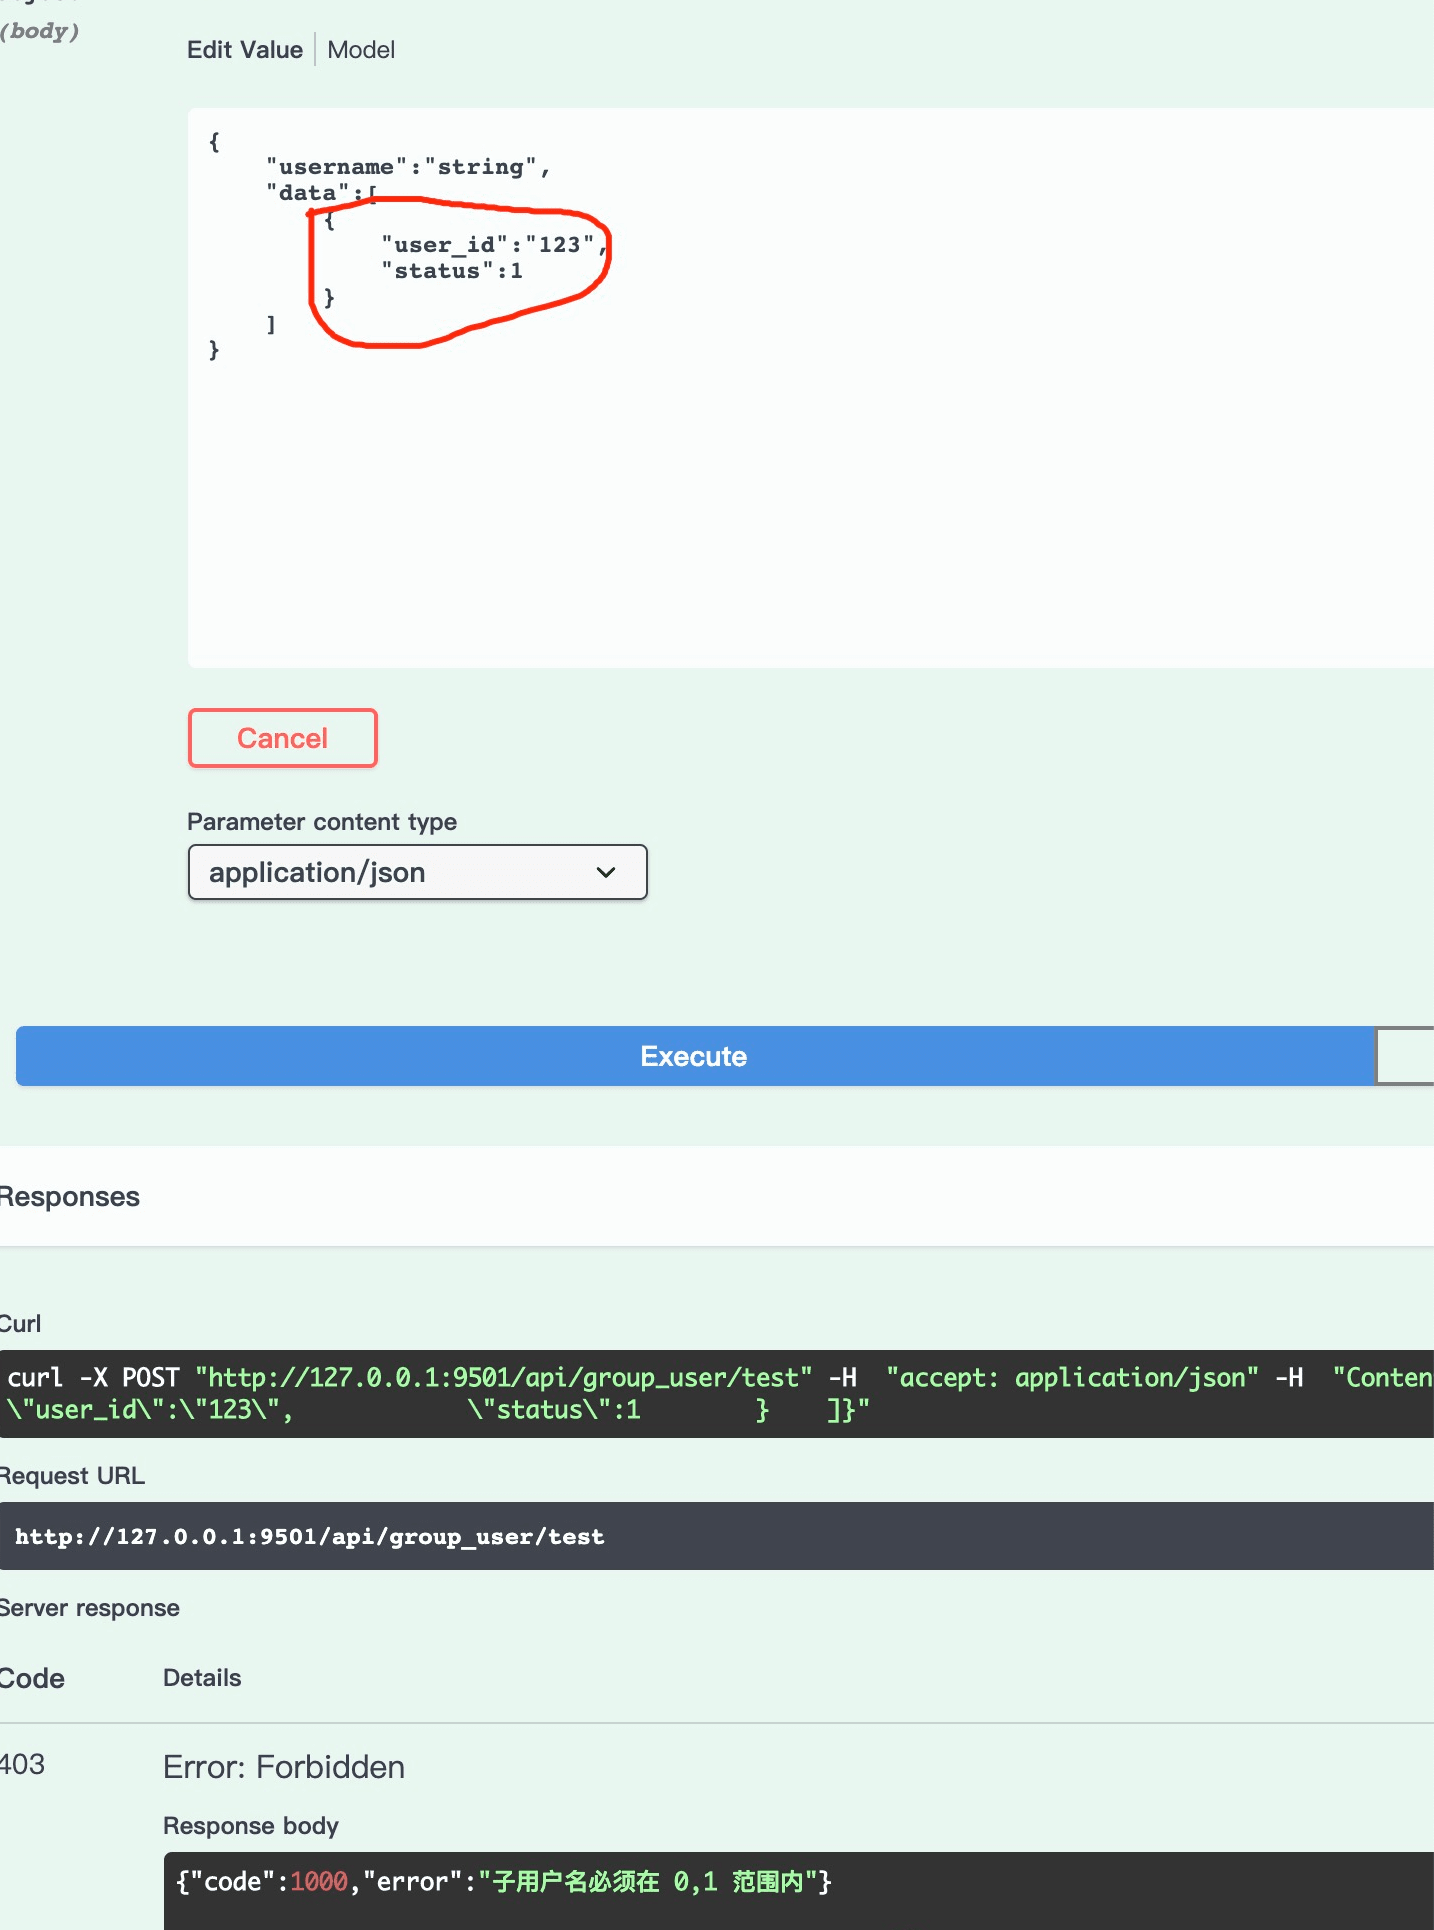 (body)
Edit Value
Model
{
"username":"string",
"data":[
{
"user_id":"123",
"status":1
}
]
}
Cancel
Parameter content type
application/json
Execute
Responses
Curl
curl -X POST "http://127.0.0.1:9501/api/group_user/test" -H  "accept: application/json" -H  "Conten
\"user_id\":\"123\",            \"status\":1        }    ]}"
Request URL
http://127.0.0.1:9501/api/group_user/test
Server response
Code
Details
403
Error: Forbidden
Response body
{"code":1000,"error":"子用户名必须在 0,1 范围内"}